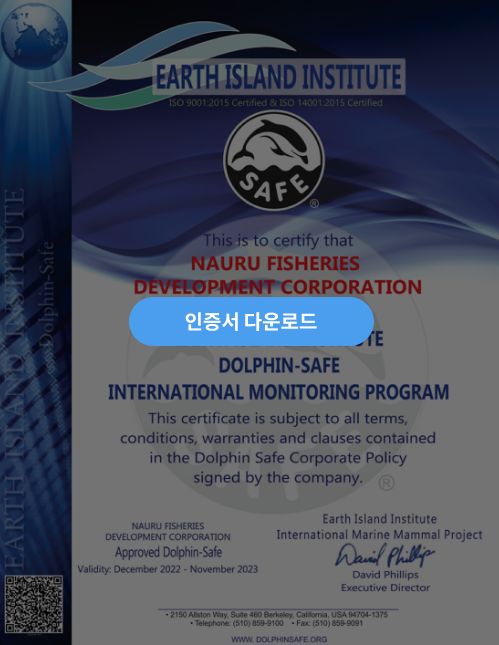 EARTH ISLAND INSTITUTE
ISO 9001:2015 Certified & ISO 14001:2015 Certified
SAFE
®
This is to certify that
NAURU FISHERIES
DEVELOPMENT CORPORATION
인증서 다운로드
DOLPHIN-SAFE
INTERNATIONAL MONITORING PROGRAM
This certificate is subject to all terms,
conditions, warranties and clauses contained
in the Dolphin Safe Corporate Policy
signed by the company.
®
NAURU FISHERIES
DEVELOPMENT CORPORATION
Approved Dolphin-Safe
Validity: December 2022 - November 2023
Earth Island Institute
International Marine Mammal Project
David Phillips
David Phillips
Executive Director
• 2150 Allston Way, Suite 460 Berkeley, California, USA 94704-1375
• Telephone: (510) 859-9100 • Fax: (510) 859-9091
WWW. DOLPHINSAFE.ORG
EARTH ISLAND INSTITUTE
Dolphin-Safe